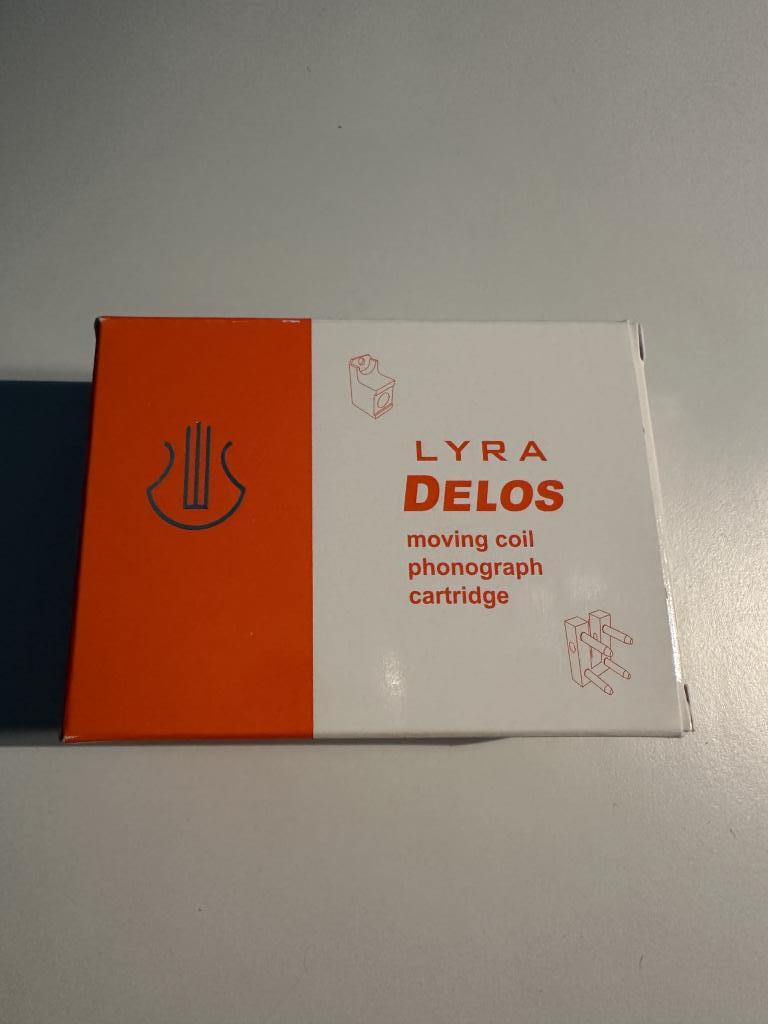 LYRA
DELOS
moving coil
phonograph
cartridge